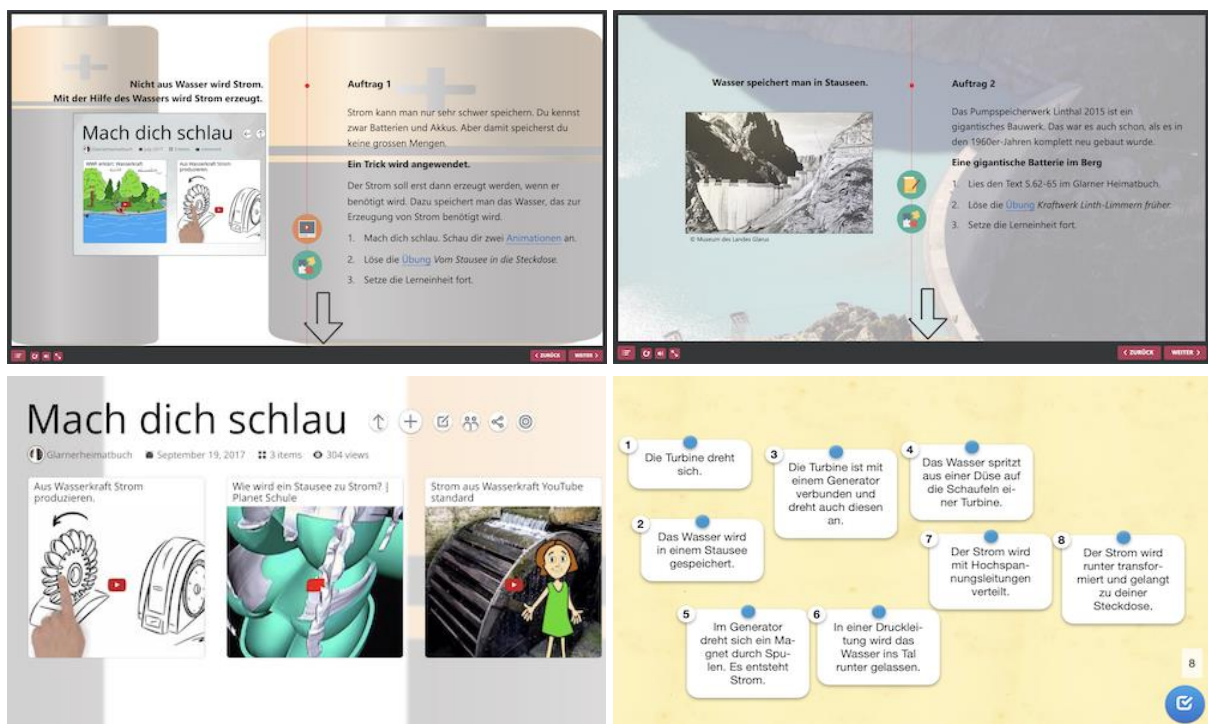 Nicht aus Wasser wird Strom.
Mit der Hilfe des Wassers wird Strom erzeugt.
Mach dich schlau
Glarnerheimatbuch
July 2017
WWF erklärt: Wasserkraft
Aus Wasserkraft Strom
produzieren.
Auftrag 1
Strom kann man nur sehr schwer speichern. Du kennst
zwar Batterien und Akkus. Aber damit speicherst du
keine grossen Mengen.
Ein Trick wird angewendet.
Der Strom soll erst dann erzeugt werden, wenn er
benötigt wird. Dazu speichert man das Wasser, das zur
Erzeugung von Strom benötigt wird.
1. Mach dich schlau. Schau dir zwei Animationen an.
2. Löse die Übung Vom Stausee in die Steckdose.
3. Setze die Lerneinheit fort.
< ZURÜCK
WEITER >
Wasser speichert man in Stauseen.
© Museum des Landes Glarus
Auftrag 2
Das Pumpspeicherwerk Linthal 2015 ist ein
gigantisches Bauwerk. Das war es auch schon, als es in
den 1960er-Jahren komplett neu gebaut wurde.
Eine gigantische Batterie im Berg
1. Lies den Text S.62-65 im Glarner Heimatbuch.
2. Löse die Übung Kraftwerk Linth-Limmern früher.
3. Setze die Lerneinheit fort.
< ZURÜCK
WEITER >
Mach dich schlau
Glarnerheimatbuch
September 19, 2017
3 items
304 views
Aus Wasserkraft Strom
produzieren.
Wie wird ein Stausee zu Strom? |
Planet Schule
Strom aus Wasserkraft YouTube
standard
1
Die Turbine dreht
sich.
2
Das Wasser wird
in einem Stausee
gespeichert.
3
Die Turbine ist mit
einem Generator
verbunden und
dreht auch diesen
an.
4
Das Wasser spritzt
aus einer Düse auf
die Schaufeln ei-
ner Turbine.
5
Im Generator
dreht sich ein Ma-
gnet durch Spu-
len. Es entsteht
Strom.
6
In einer Drucklei-
tung wird das
Wasser ins Tal
runter gelassen.
7
Der Strom wird
mit Hochspan-
nungsleitungen
verteilt.
8
Der Strom wird
runter transfor-
miert und gelangt
zu deiner
Steckdose.
8